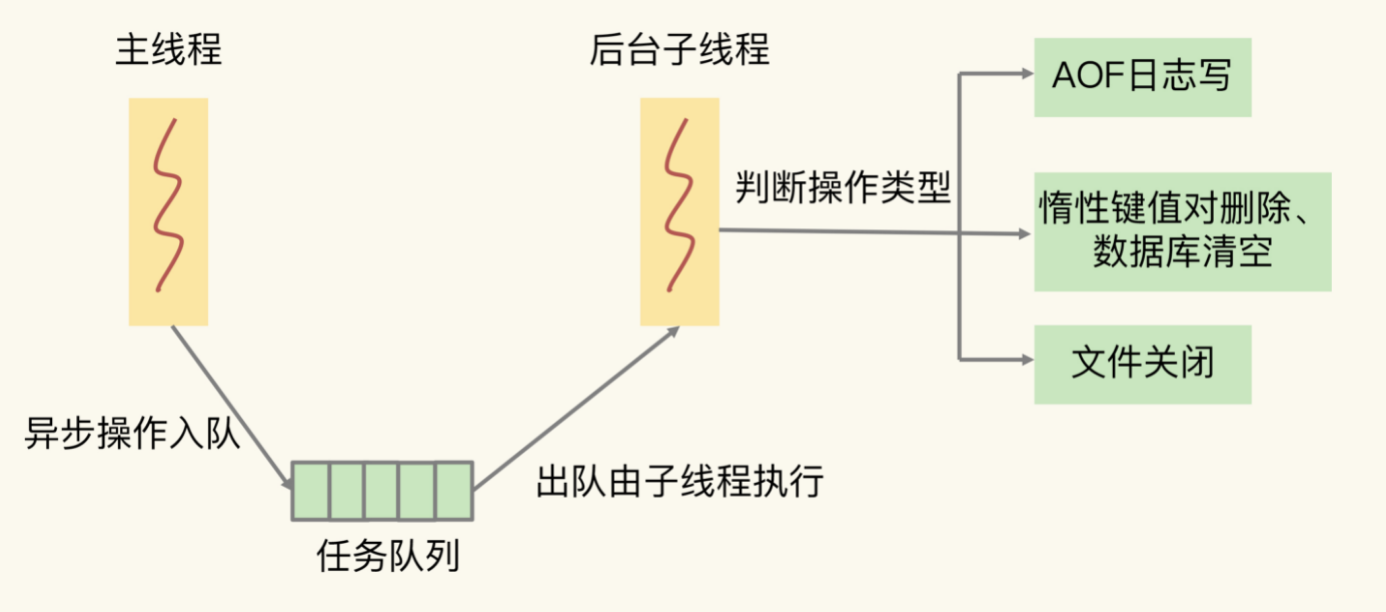 主线程
后台子线程
AOF日志写
判断操作类型
惰性键值对删除、
数据库清空
文件关闭
异步操作入队
出队由子线程执行
任务队列